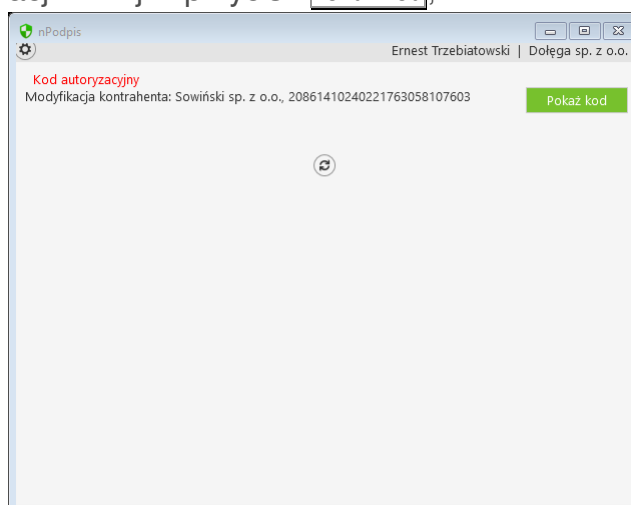 nPodpis
Ernest Trzebiatowski | Dołęga sp. z o.o.
Kod autoryzacyjny
Modyfikacja kontrahenta: Sowiński sp. z o.o., 20861410240221763058107603
Pokaż kod